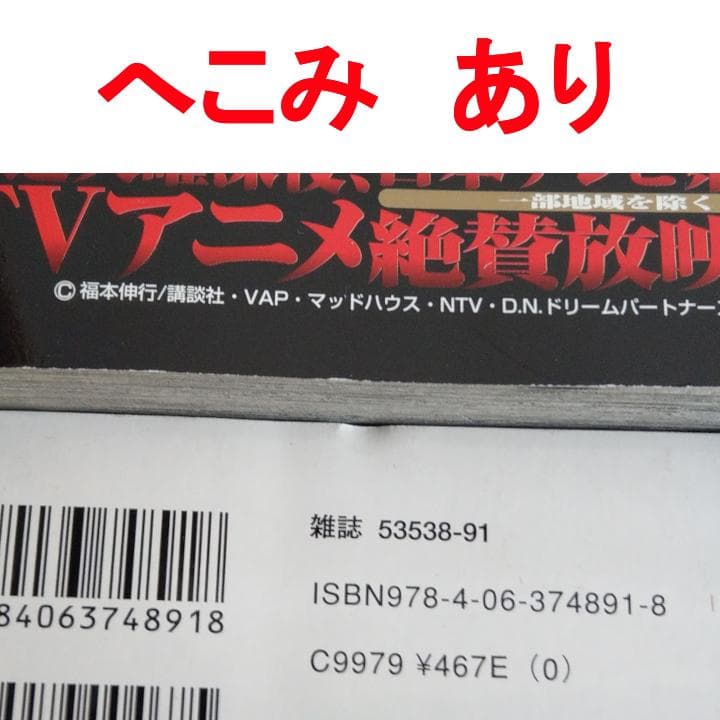 へこみ あり
TVアニメ絶賛放映
一部地域を除く
©福本伸行/講談社・VAP・マッドハウス・NTV・D.N.ドリームパートナー
雑誌 53538-91
ISBN978-4-06-374891-8
84063748918
C9979 ¥467E (0)